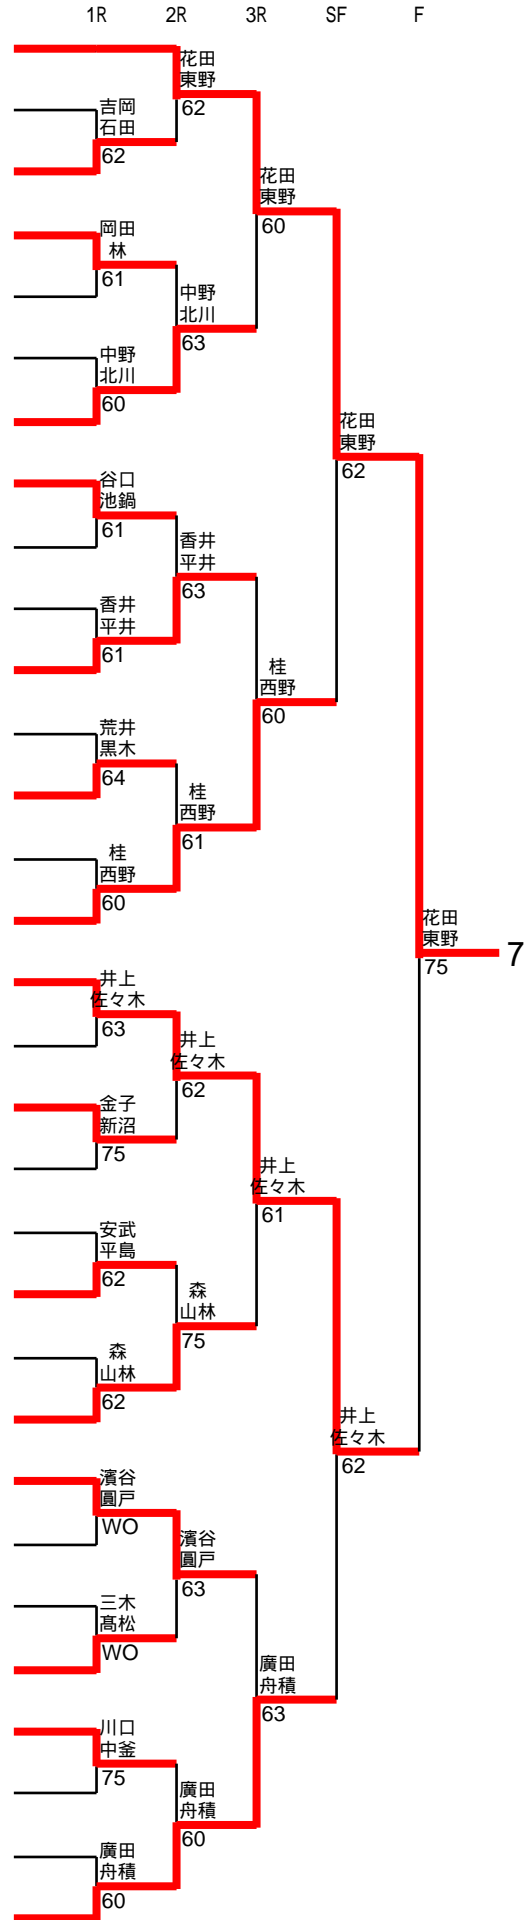 1R 2R 3R SF F
花田
東野
62
吉岡
石田
62
花田
東野
60
岡田
林
61
中野
北川
63
中野
北川
60
花田
東野
62
谷口
池鍋
61
香井
平井
63
香井
平井
61
桂
西野
60
荒井
黒木
64
桂
西野
61
桂
西野
60
花田
東野
75
7
井上
佐々木
63
井上
佐々木
62
金子
新沼
75
井上
佐々木
61
安武
平島
62
森
山林
75
森
山林
62
井上
佐々木
62
濱谷
圓戸
WO
濱谷
圓戸
63
三木
髙松
WO
廣田
舟積
63
川口
中釜
75
廣田
舟積
60
廣田
舟積
60